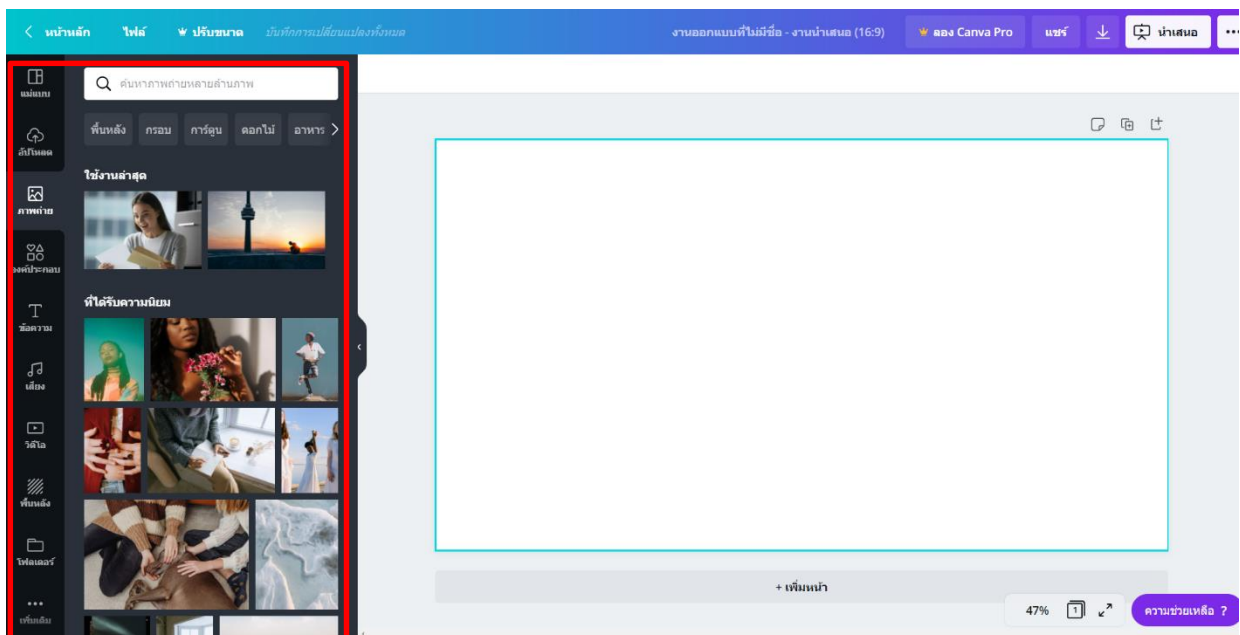 หน้าหลัก ไฟล์ ปรับขนาด บันทึกการเปลี่ยนแปลงทั้งหมด งานออกแบบที่ไม่มีชื่อ - งานนำเสนอ (16:9) ลอง Canva Pro แชร์ นำเสนอ
แม่แบบ
อัปโหลด
ภาพถ่าย
องค์ประกอบ
ข้อความ
เสียง
วิดีโอ
พื้นหลัง
โฟลเดอร์
เพิ่มเติม
ค้นหาภาพถ่ายหลายล้านภาพ
พื้นหลัง กรอบ การ์ตูน ดอกไม้ อาหาร
ใช้งานล่าสุด
ที่ได้รับความนิยม
+ เพิ่มหน้า
47% 1 ความช่วยเหลือ ?